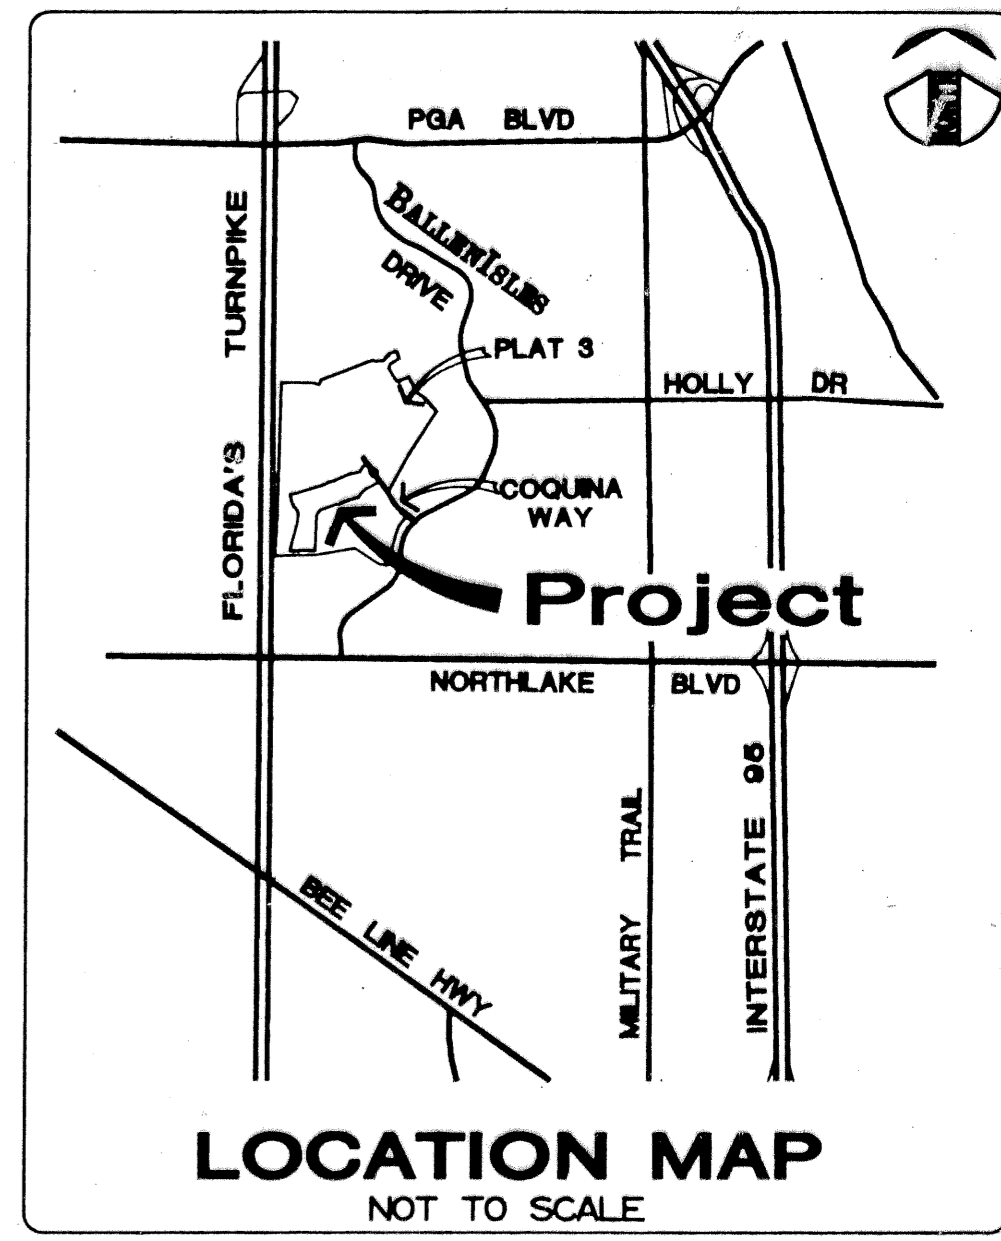 PGA BLVD
BALLENISLES
DRIVE
FLORIDA'S TURNPIKE
PLAT 3
HOLLY DR
COQUINA
WAY
Project
NORTHLAKE BLVD
INTERSTATE 95
MILITARY TRAIL
BEE LINE HWY
LOCATION MAP
NOT TO SCALE